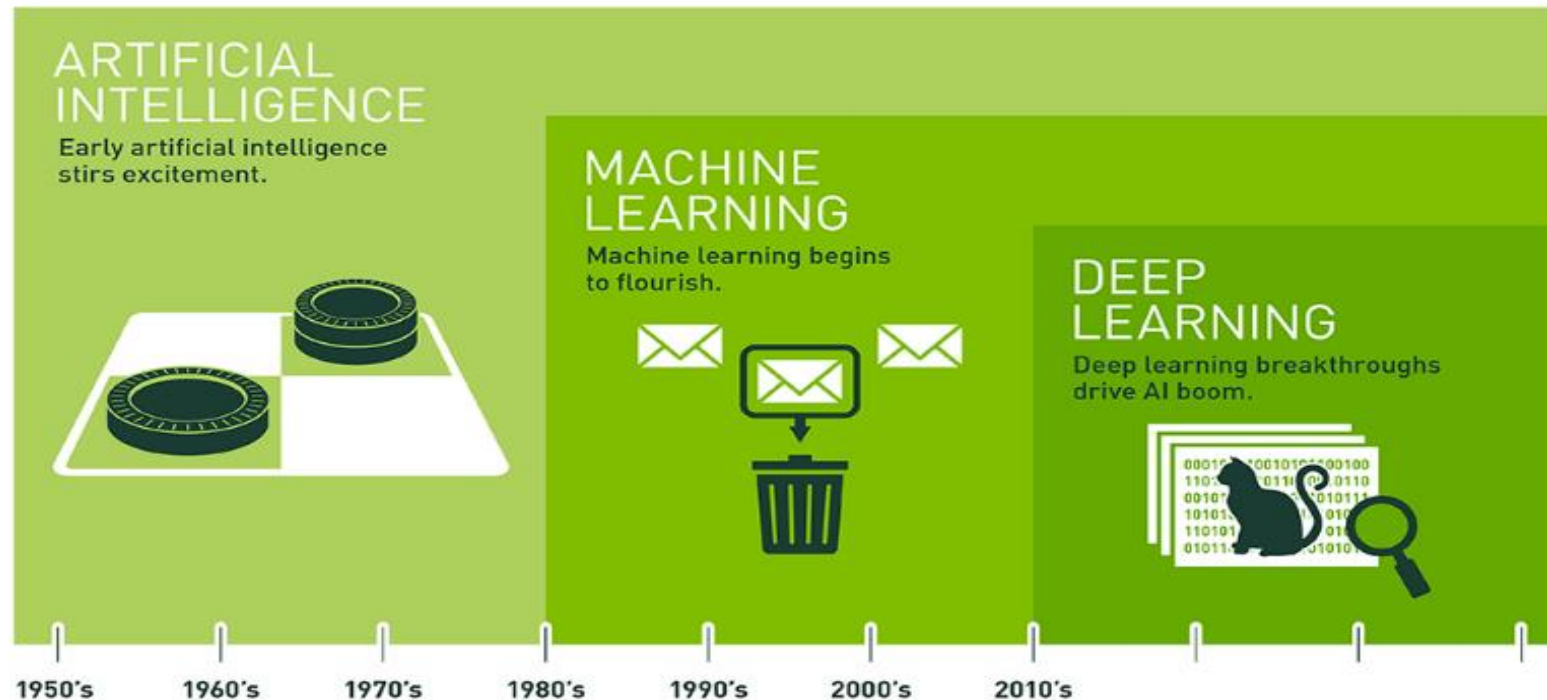 ARTIFICIAL
INTELLIGENCE
Early artificial intelligence
stirs excitement.
MACHINE
LEARNING
Machine learning begins
to flourish.
DEEP
LEARNING
Deep learning breakthroughs
drive AI boom.
1950's 1960's 1970's 1980's 1990's 2000's 2010's